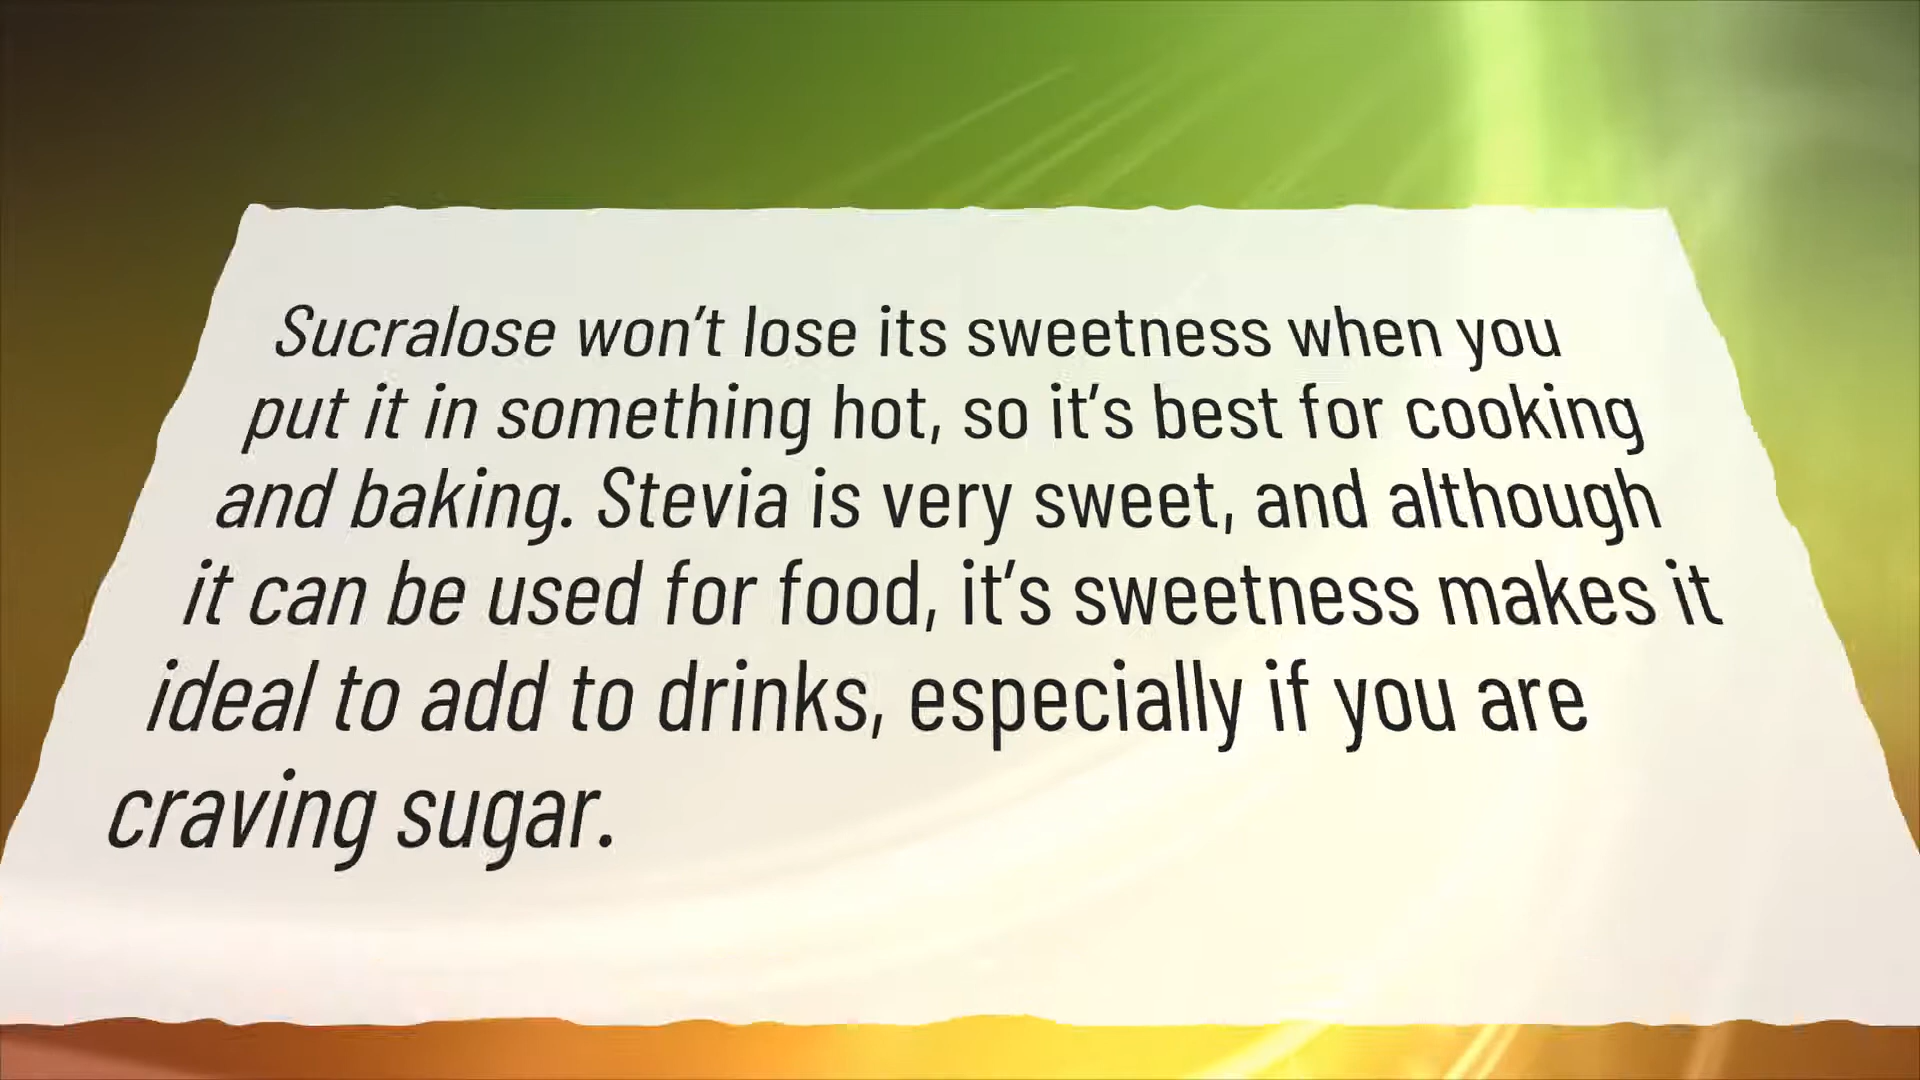 Sucralose won’t lose its sweetness when you
put it in something hot, so it’s best for cooking
and baking. Stevia is very sweet, and although
it can be used for food, it’s sweetness makes it
ideal to add to drinks, especially if you are
craving sugar.